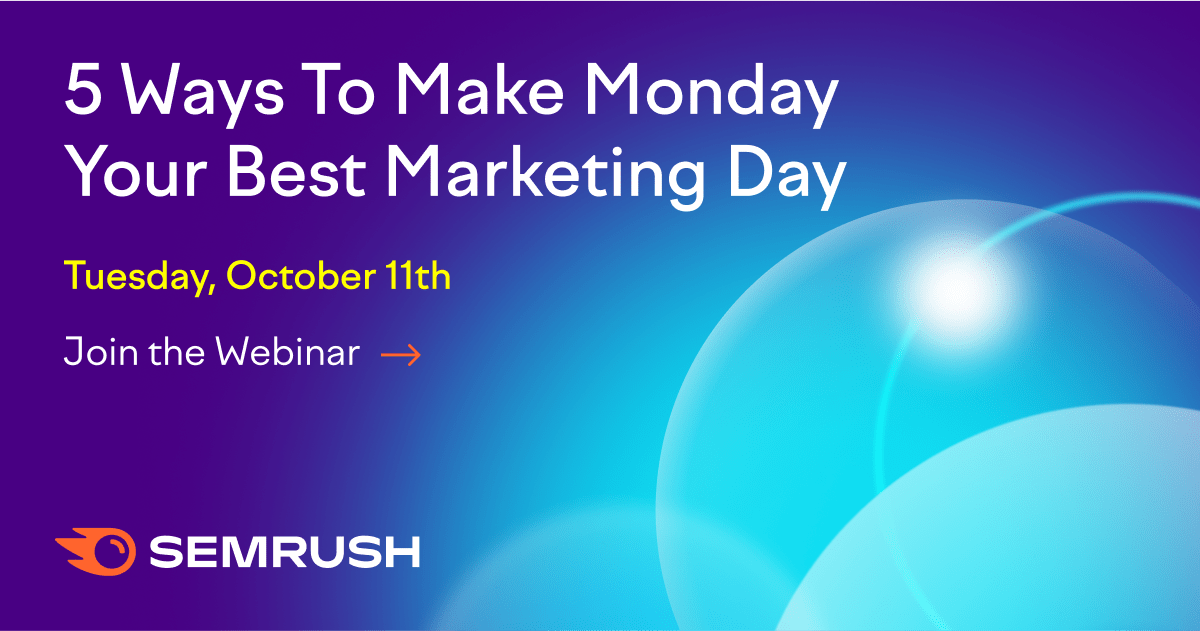 5 Ways To Make Monday
Your Best Marketing Day
Tuesday, October 11th
Join the Webinar →
SEMRUSH